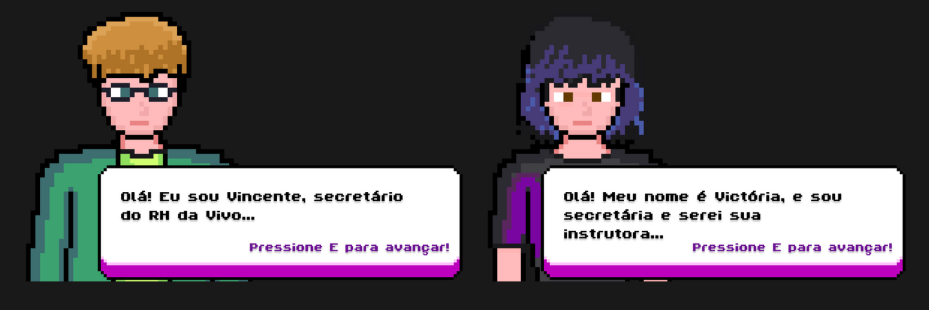 Olá! Eu sou Vincente, secretário
do RH da Vivo...
Pressione E para avançar!
Olá! Meu nome é Victória, e sou
secretária e serei sua
instrutora...
Pressione E para avançar!